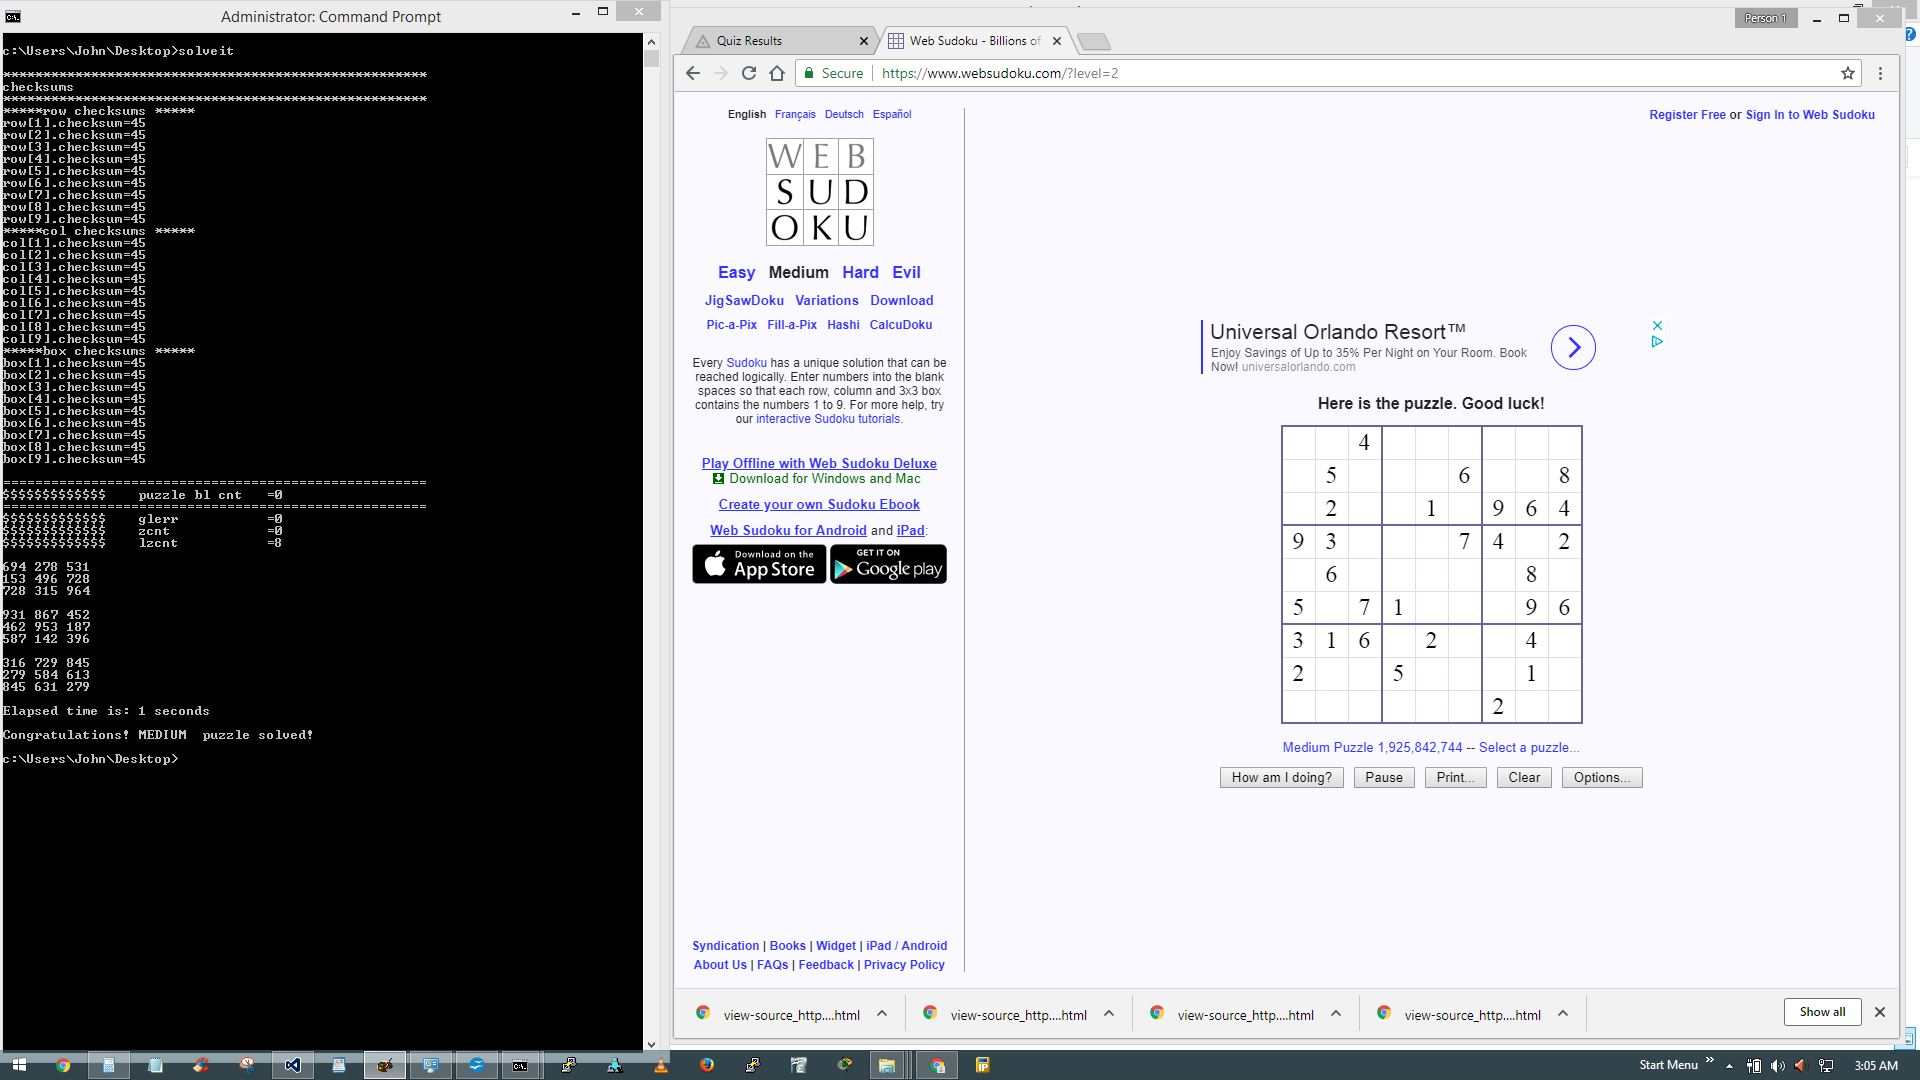 Administrator: Command Prompt
c:\Users\John\Desktop>solveit
*****************************************************
checksums
*****************************************************
*****row checksums *****
row[1].checksum=45
row[2].checksum=45
row[3].checksum=45
row[4].checksum=45
row[5].checksum=45
row[6].checksum=45
row[7].checksum=45
row[8].checksum=45
row[9].checksum=45
*****col checksums *****
col[1].checksum=45
col[2].checksum=45
col[3].checksum=45
col[4].checksum=45
col[5].checksum=45
col[6].checksum=45
col[7].checksum=45
col[8].checksum=45
col[9].checksum=45
*****box checksums *****
box[1].checksum=45
box[2].checksum=45
box[3].checksum=45
box[4].checksum=45
box[5].checksum=45
box[6].checksum=45
box[7].checksum=45
box[8].checksum=45
box[9].checksum=45
=====================================================
$$$$$$$$$$$$$ puzzle bl cnt =0
=====================================================
$$$$$$$$$$$$$ glerr =0
$$$$$$$$$$$$$ zcnt =0
$$$$$$$$$$$$$ lzcnt =8
694 278 531
153 496 728
728 315 964
931 867 452
462 953 187
587 142 396
316 729 845
279 584 613
845 631 279
Elapsed time is: 1 seconds
Congratulations! MEDIUM puzzle solved!
c:\Users\John\Desktop>
Person 1
Quiz Results
Web Sudoku - Billions of
Secure https://www.websudoku.com/?level=2
English Français Deutsch Español
Register Free or Sign In to Web Sudoku
WEB
SUD
OKU
Easy Medium Hard Evil
JigSawDoku Variations Download
Pic-a-Pix Fill-a-Pix Hashi CalcuDoku
Every Sudoku has a unique solution that can be
reached logically. Enter numbers into the blank
spaces so that each row, column and 3x3 box
contains the numbers 1 to 9. For more help, try
our interactive Sudoku tutorials.
Play Offline with Web Sudoku Deluxe
Download for Windows and Mac
Create your own Sudoku Ebook
Web Sudoku for Android and iPad:
Download on the
App Store
GET IT ON
Google play
Universal Orlando Resort™
Enjoy Savings of Up to 35% Per Night on Your Room. Book
Now! universalorlando.com
Here is the puzzle. Good luck!
4
5 6 8
2 1 9 6 4
9 3 7 4 2
6 8
5 7 1 9 6
3 1 6 2 4
2 5 1
2
Medium Puzzle 1,925,842,744 -- Select a puzzle...
How am I doing? Pause Print... Clear Options...
Syndication | Books | Widget | iPad / Android
About Us | FAQs | Feedback | Privacy Policy
view-source_http....html
view-source_http....html
view-source_http....html
view-source_http....html
Show all
Start Menu
3:05 AM